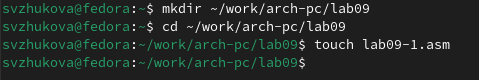 svzhukova@fedora:~$ mkdir ~/work/arch-pc/lab09
svzhukova@fedora:~$ cd ~/work/arch-pc/lab09
svzhukova@fedora:~/work/arch-pc/lab09$ touch lab09-1.asm
svzhukova@fedora:~/work/arch-pc/lab09$